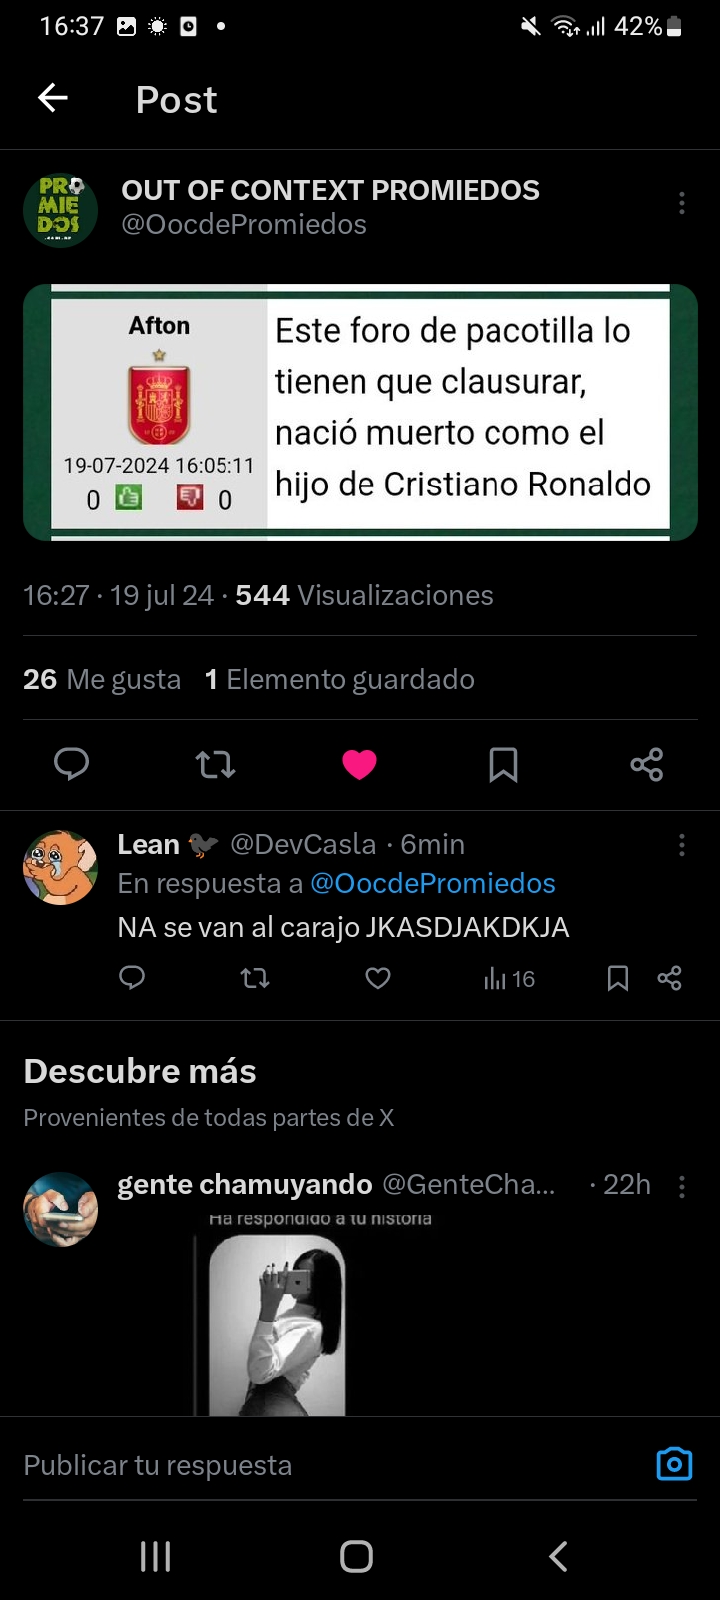 16:37
42%
Post
PRO
MIE
DOS
OUT OF CONTEXT PROMIEDOS
@OocdePromiedos
Afton
19-07-2024 16:05:11
0 0
Este foro de pacotilla lo
tienen que clausurar,
nació muerto como el
hijo de Cristiano Ronaldo
16:27 · 19 jul 24 · 544 Visualizaciones
26 Me gusta 1 Elemento guardado
Lean @DevCasla · 6min
En respuesta a @OocdePromiedos
NA se van al carajo JKASDJAKDKJA
16
Descubre más
Provenientes de todas partes de X
gente chamuyando @GenteCha... · 22h
Ha respondido a tu historia
Publicar tu respuesta